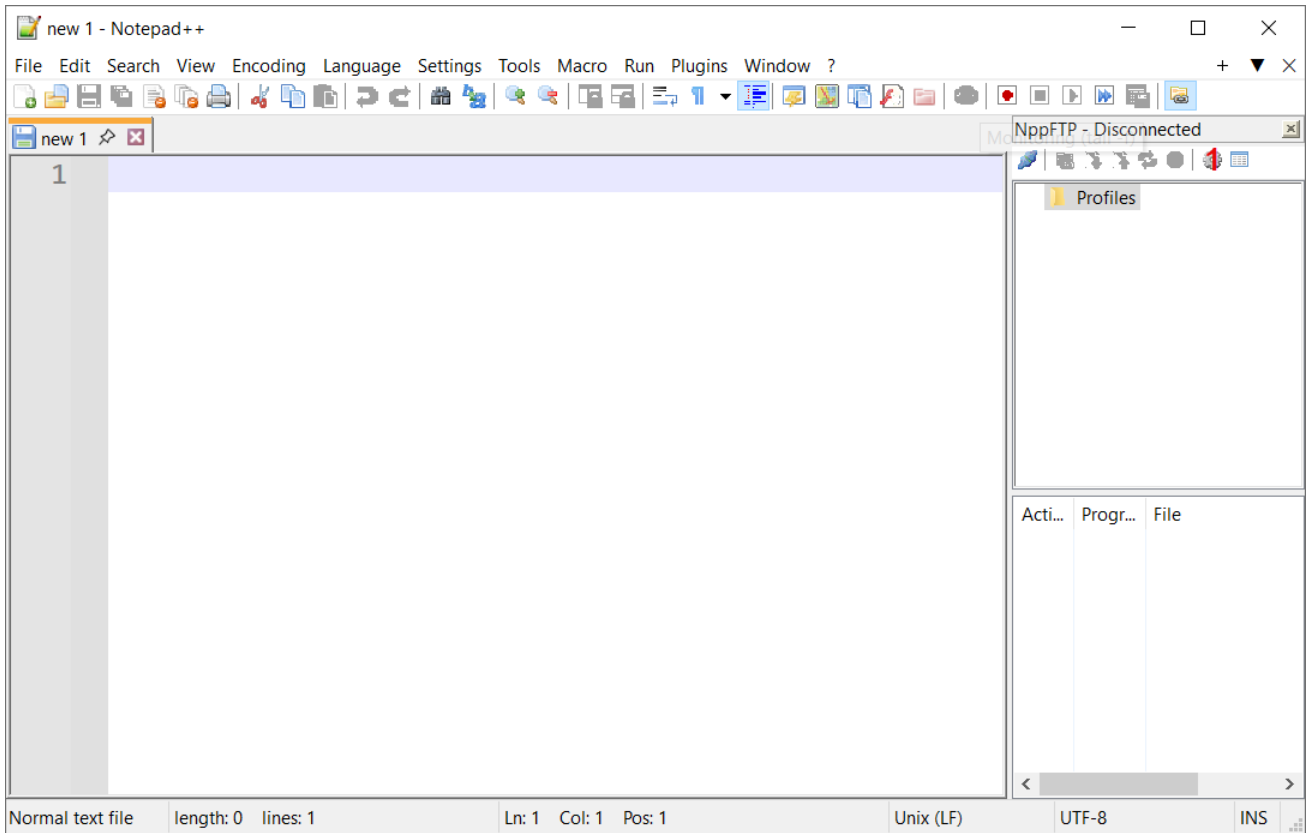 new 1 - Notepad++
File Edit Search View Encoding Language Settings Tools Macro Run Plugins Window ?
new 1
NppFTP - Disconnected
1
1
Profiles
Acti... Progr... File
Normal text file length: 0 lines: 1 Ln: 1 Col: 1 Pos: 1 Unix (LF) UTF-8 INS